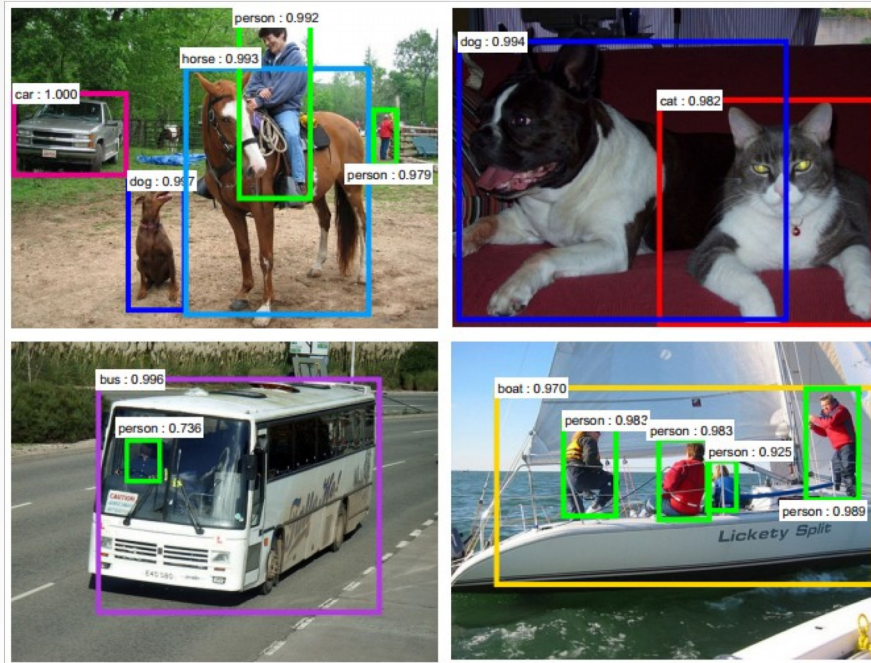 person : 0.992
horse : 0.993
car : 1.000
person : 0.979
dog : 0.997
dog : 0.994
cat : 0.982
bus : 0.996
person : 0.736
CAUTION
boat : 0.970
person : 0.983
person : 0.983
person : 0.925
person : 0.989
Lickety Split